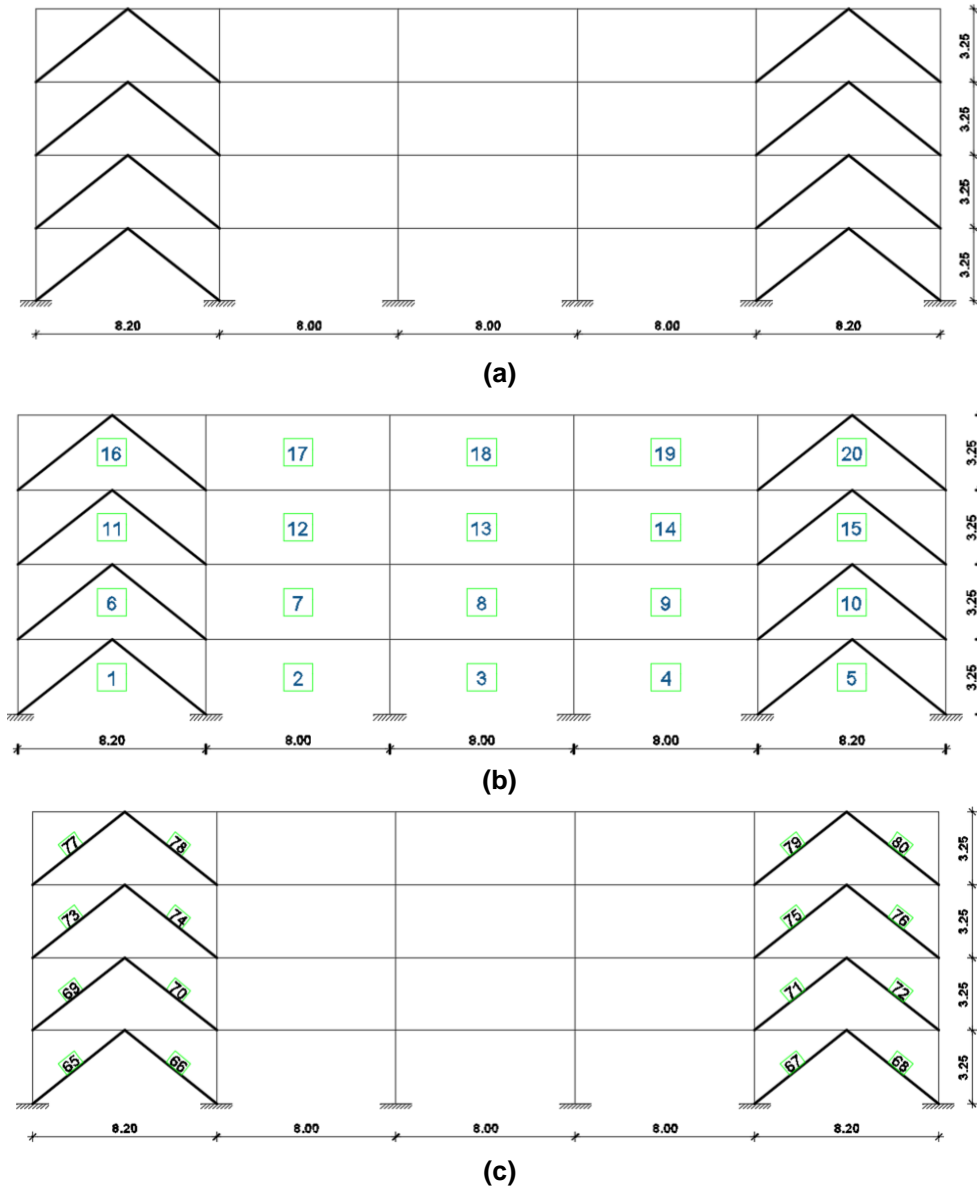 3.25
3.25
3.25
3.25
8.20 8.00 8.00 8.00 8.20
(a)
16 17 18 19 20 3.25
11 12 13 14 15 3.25
6 7 8 9 10 3.25
1 2 3 4 5 3.25
8.20 8.00 8.00 8.00 8.20
(b)
77 78 79 80 3.25
73 74 75 76 3.25
69 70 71 72 3.25
65 66 67 68 3.25
8.20 8.00 8.00 8.00 8.20
(c)